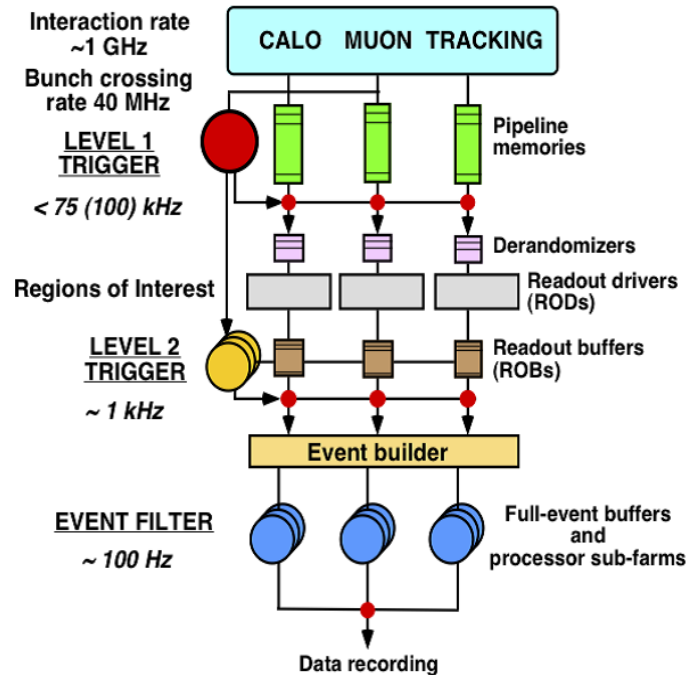 Interaction rate
~1 GHz
CALO MUON TRACKING
Bunch crossing
rate 40 MHz
LEVEL 1
TRIGGER
Pipeline
memories
< 75 (100) kHz
Derandomizers
Regions of Interest
Readout drivers
(RODs)
LEVEL 2
TRIGGER
Readout buffers
(ROBs)
~ 1 kHz
Event builder
EVENT FILTER
~ 100 Hz
Full-event buffers
and
processor sub-farms
Data recording